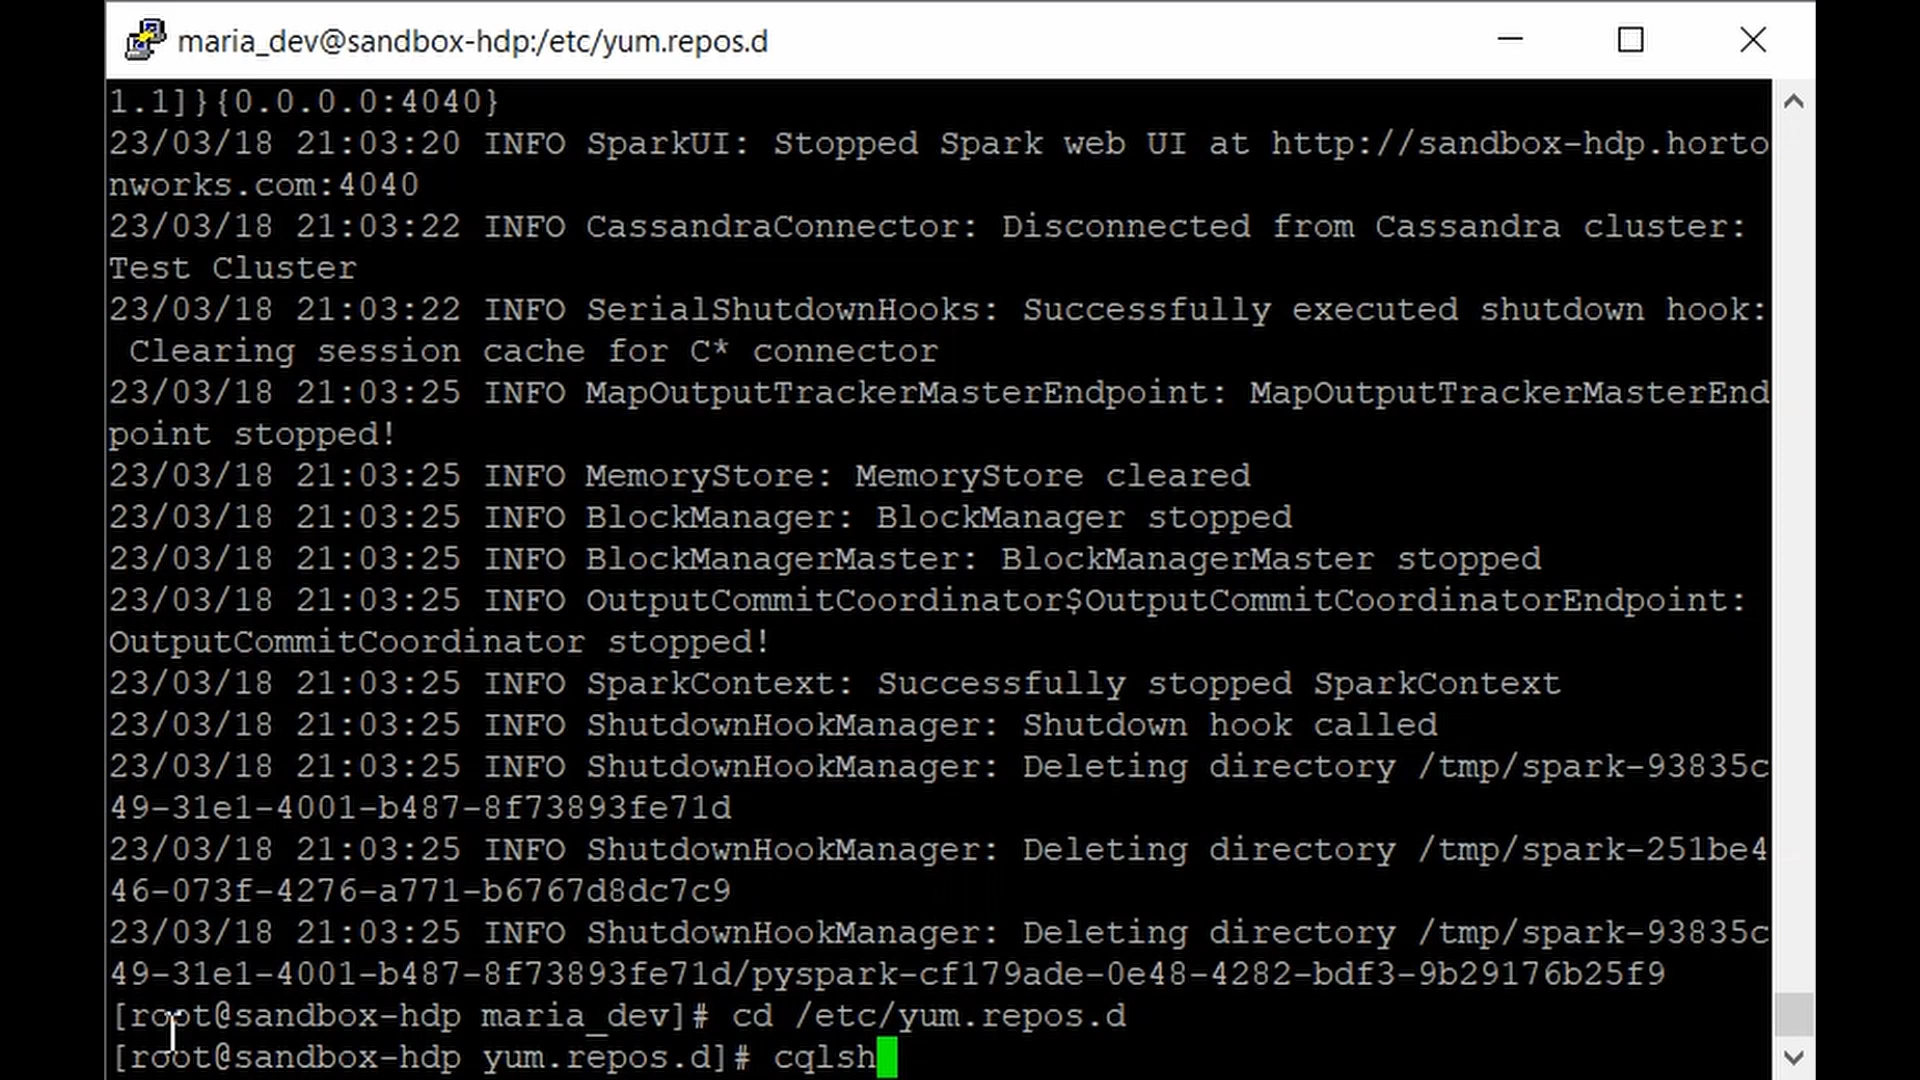 maria_dev@sandbox-hdp:/etc/yum.repos.d
1.1]}{0.0.0.0:4040}
23/03/18 21:03:20 INFO SparkUI: Stopped Spark web UI at http://sandbox-hdp.horto
nworks.com:4040
23/03/18 21:03:22 INFO CassandraConnector: Disconnected from Cassandra cluster:
Test Cluster
23/03/18 21:03:22 INFO SerialShutdownHooks: Successfully executed shutdown hook:
 Clearing session cache for C* connector
23/03/18 21:03:25 INFO MapOutputTrackerMasterEndpoint: MapOutputTrackerMasterEnd
point stopped!
23/03/18 21:03:25 INFO MemoryStore: MemoryStore cleared
23/03/18 21:03:25 INFO BlockManager: BlockManager stopped
23/03/18 21:03:25 INFO BlockManagerMaster: BlockManagerMaster stopped
23/03/18 21:03:25 INFO OutputCommitCoordinator$OutputCommitCoordinatorEndpoint:
OutputCommitCoordinator stopped!
23/03/18 21:03:25 INFO SparkContext: Successfully stopped SparkContext
23/03/18 21:03:25 INFO ShutdownHookManager: Shutdown hook called
23/03/18 21:03:25 INFO ShutdownHookManager: Deleting directory /tmp/spark-93835c
49-31e1-4001-b487-8f73893fe71d
23/03/18 21:03:25 INFO ShutdownHookManager: Deleting directory /tmp/spark-251be4
46-073f-4276-a771-b6767d8dc7c9
23/03/18 21:03:25 INFO ShutdownHookManager: Deleting directory /tmp/spark-93835c
49-31e1-4001-b487-8f73893fe71d/pyspark-cf179ade-0e48-4282-bdf3-9b29176b25f9
[root@sandbox-hdp maria_dev]# cd /etc/yum.repos.d
[root@sandbox-hdp yum.repos.d]# cqlsh